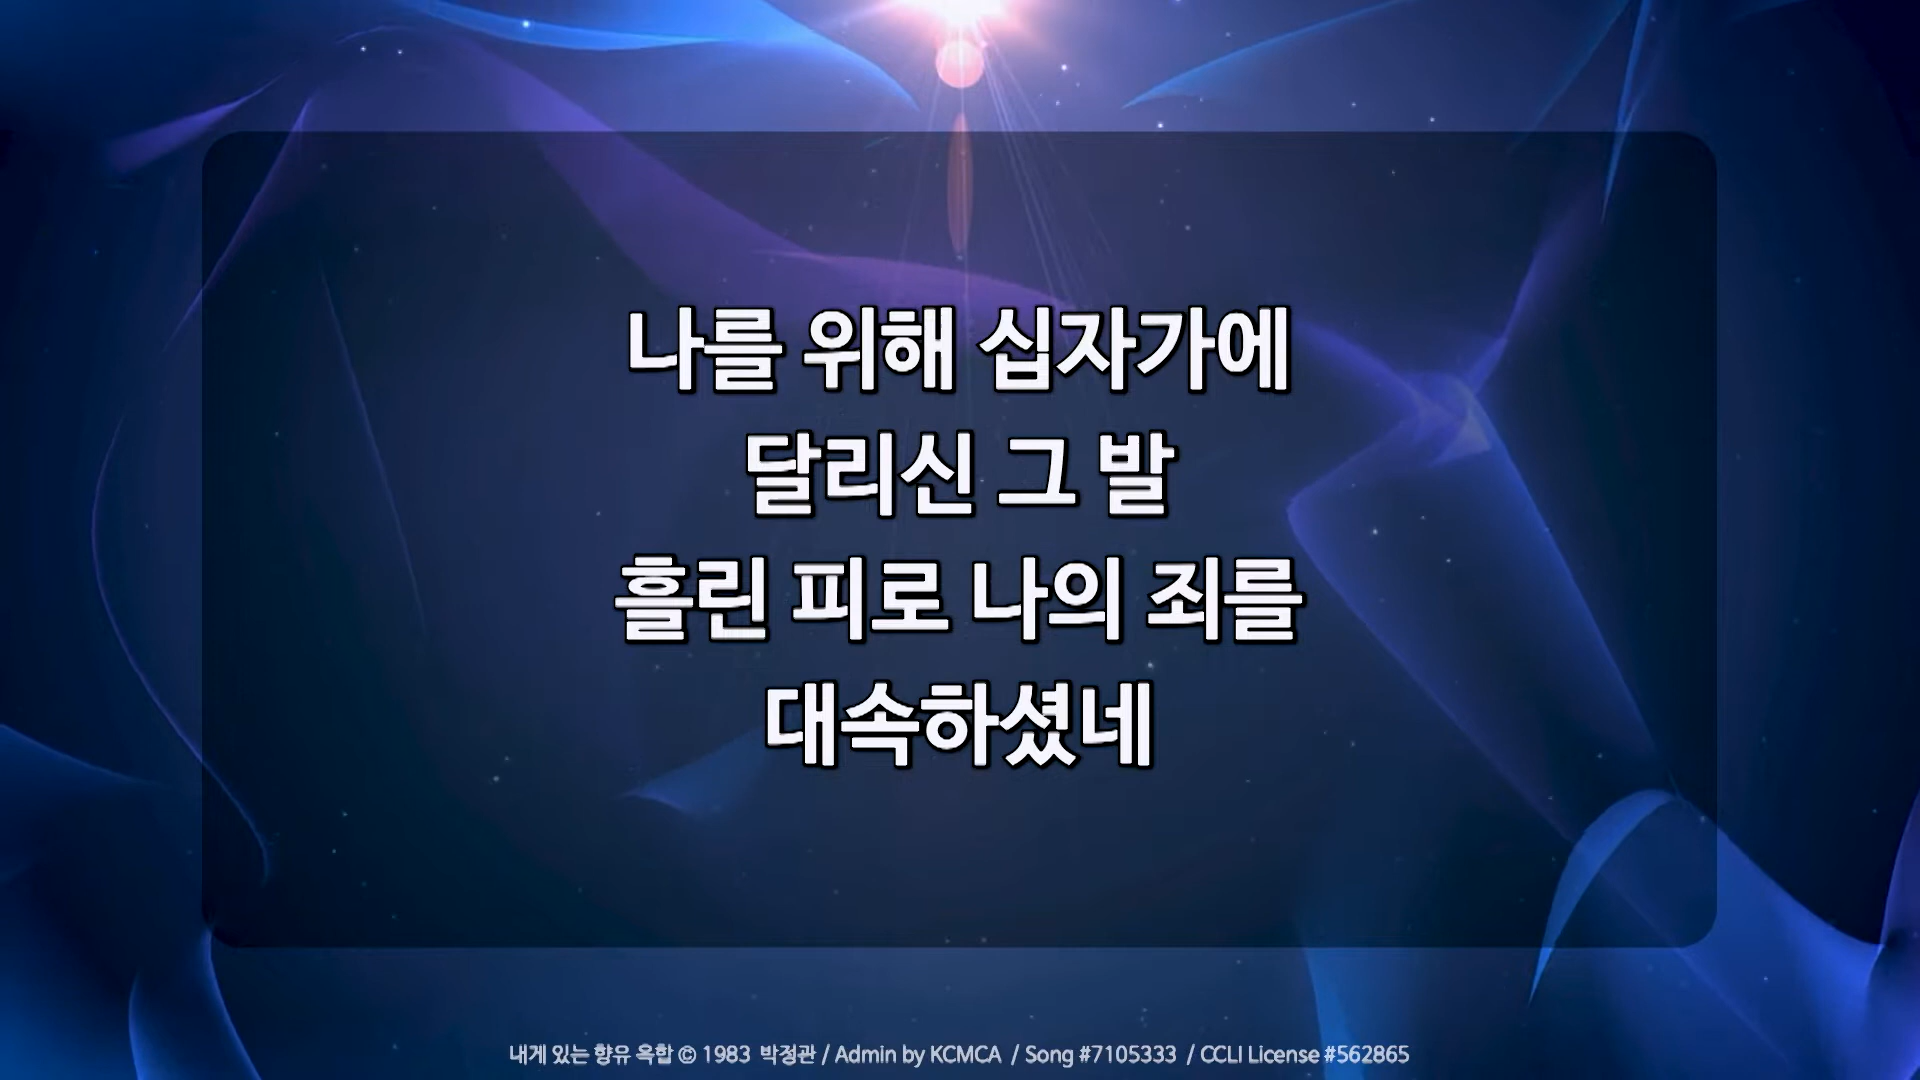 나를 위해 십자가에
달리신 그 발
흘린 피로 나의 죄를
대속하셨네
내게 있는 향유 옥합 © 1983 박정관 / Admin by KCMCA / Song #7105333 / CCLI License #562865